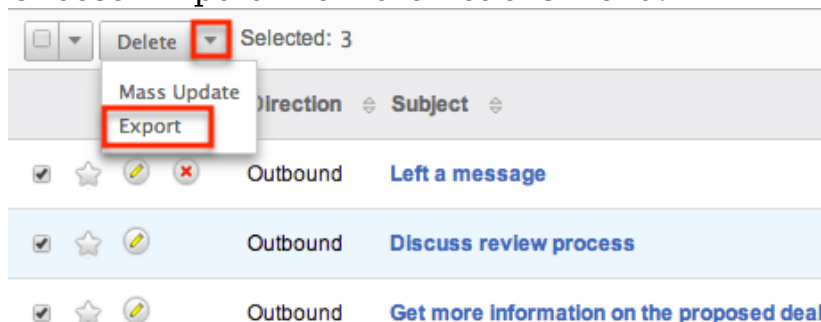 Delete Selected: 3
Mass Update
Export
Direction Subject
Outbound Left a message
Outbound Discuss review process
Outbound Get more information on the proposed deal